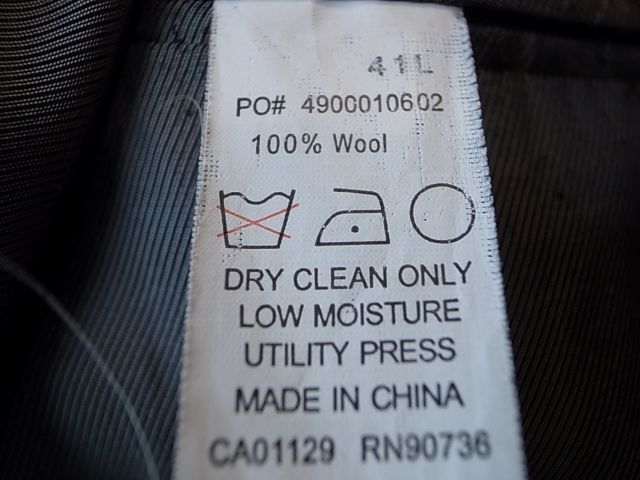 41L
PO# 4900010602
100% Wool
DRY CLEAN ONLY
LOW MOISTURE
UTILITY PRESS
MADE IN CHINA
CA01129 RN90736